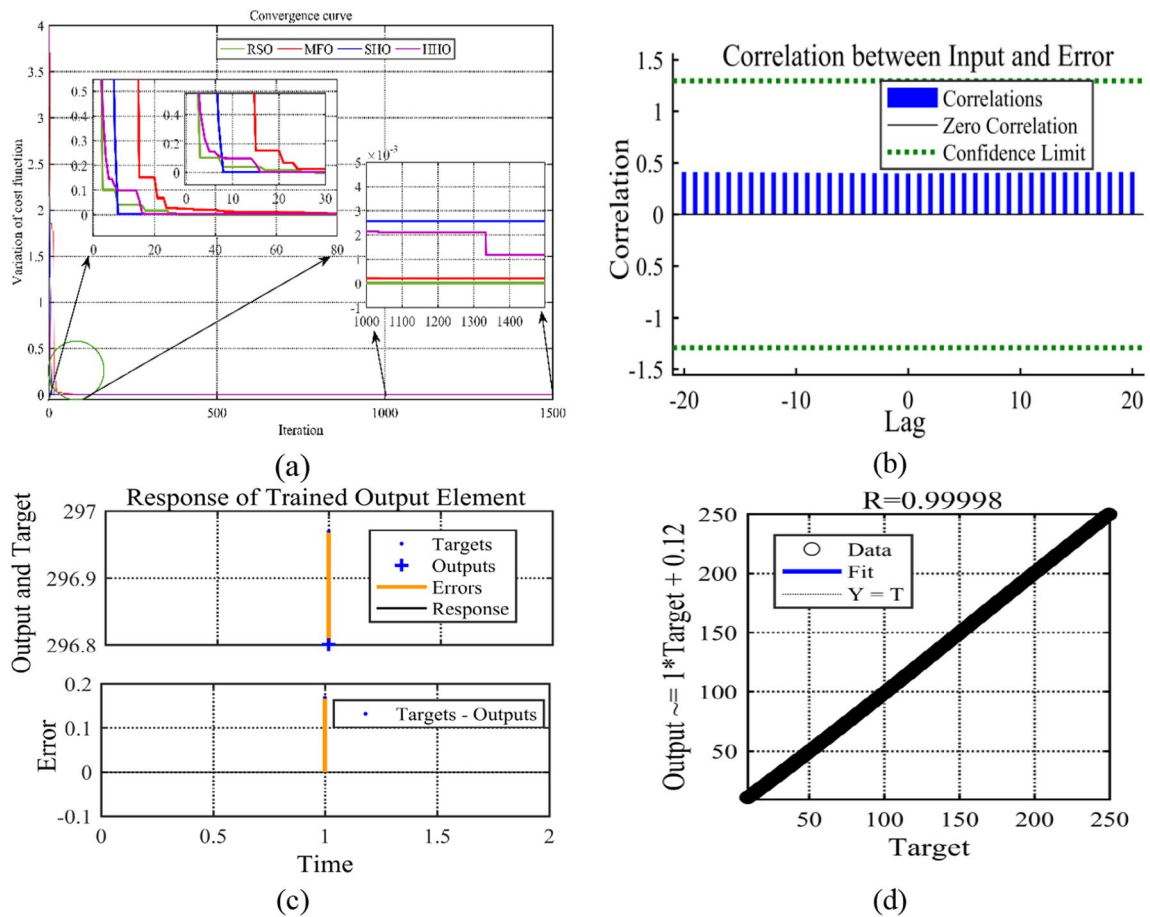 Convergence curve
RSO MFO SHO HHO
Variation of cost function
4
3.5
3
2.5
2
1.5
1
0.5
0
0.5
0.4
0.3
0.2
0.1
0
0 20 40 60 80
0.4
0.2
0
0 10 20 30
×10⁻³
5
4
3
2
1
0
-1
1000 1100 1200 1300 1400
0 500 1000 1500
Iteration
(a)
Correlation between Input and Error
Correlations
Zero Correlation
Confidence Limit
Correlation
1.5
1
0.5
0
0.5
-1
-1.5
-20 -10 0 10 20
Lag
(b)
Response of Trained Output Element
Output and Target
297
296.9
296.8
Targets
Outputs
Errors
Response
Error
0.2
0.1
0
-0.1
Targets - Outputs
0 0.5 1 1.5 2
Time
(c)
R=0.99998
Output ~= 1*Target + 0.12
250
200
150
100
50
Data
Fit
Y = T
50 100 150 200 250
Target
(d)